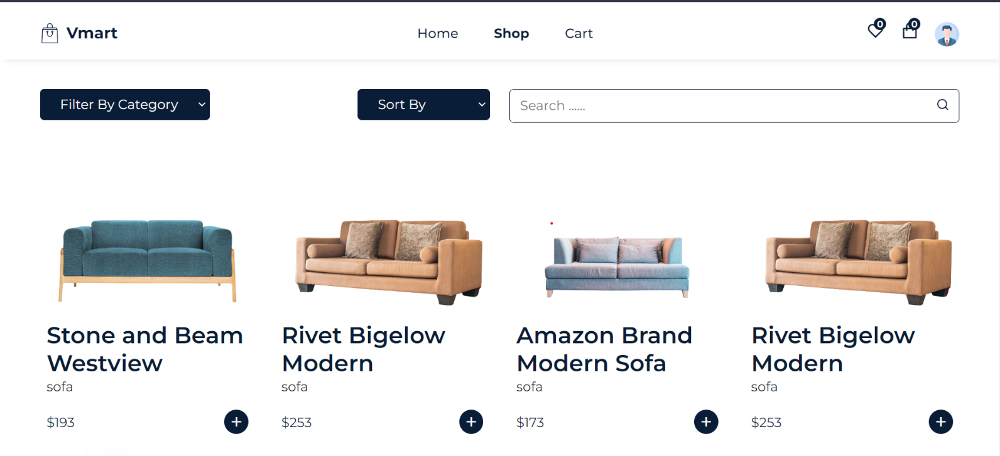 Vmart
Home
Shop
Cart
0
0
Filter By Category
Sort By
Search ......
Stone and Beam
Westview
sofa
$193
+
Rivet Bigelow
Modern
sofa
$253
+
Amazon Brand
Modern Sofa
sofa
$173
+
Rivet Bigelow
Modern
sofa
$253
+